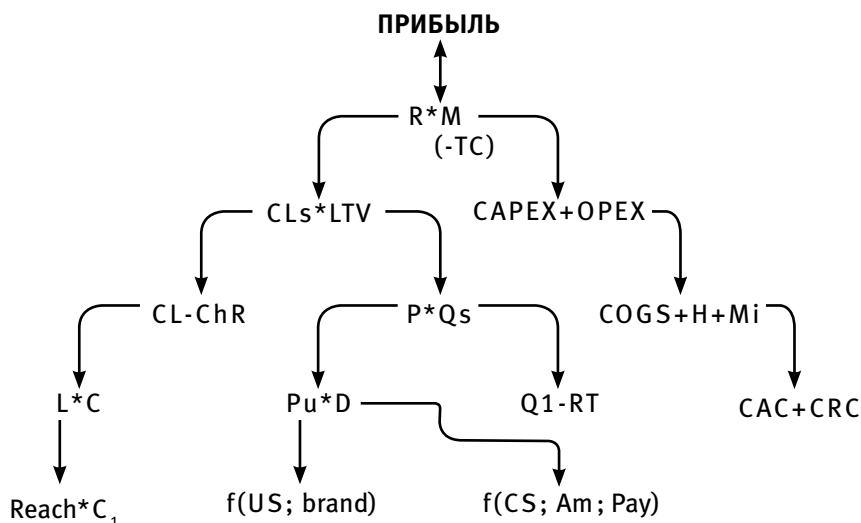 ПРИБЫЛЬ
R*M
(-TC)
CLs*LTV
CAPEX+OPEX
CL-ChR
P*Qs
COGS+H+Mi
L*C
Pu*D
Q1-RT
CAC+CRC
Reach*C₁
f(US; brand)
f(CS; Am; Pay)